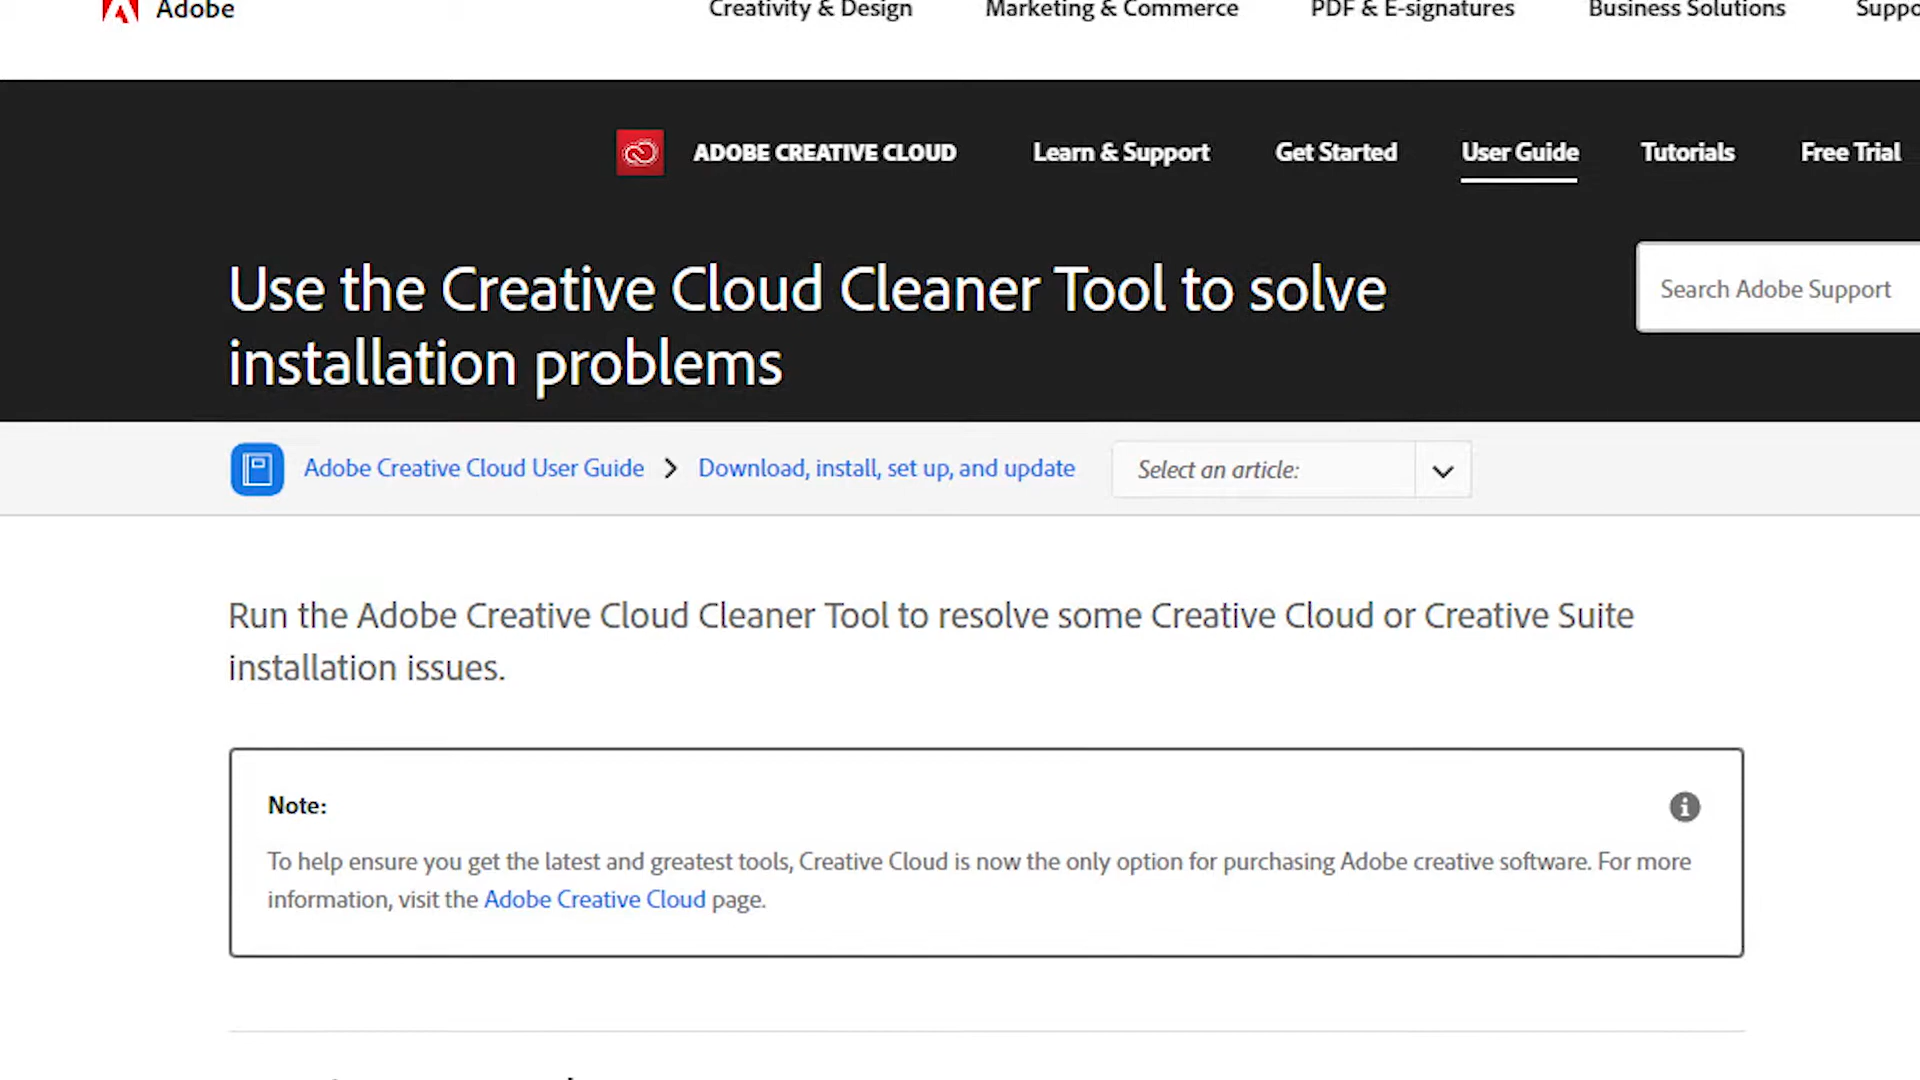 Adobe
Creativity & Design
Marketing & Commerce
PDF & E-signatures
Business Solutions
ADOBE CREATIVE CLOUD
Learn & Support
Get Started
User Guide
Tutorials
Free Trial
Use the Creative Cloud Cleaner Tool to solve
installation problems
Search Adobe Support
Adobe Creative Cloud User Guide
Download, install, set up, and update
Select an article:
Run the Adobe Creative Cloud Cleaner Tool to resolve some Creative Cloud or Creative Suite
installation issues.
Note:
To help ensure you get the latest and greatest tools, Creative Cloud is now the only option for purchasing Adobe creative software. For more
information, visit the Adobe Creative Cloud page.